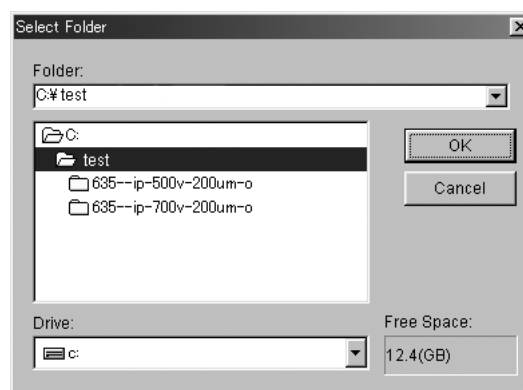 Select Folder
Folder:
C:¥test
C:
test
635--ip-500v-200um-o
635--ip-700v-200um-o
OK
Cancel
Drive:
c:
Free Space:
12.4(GB)